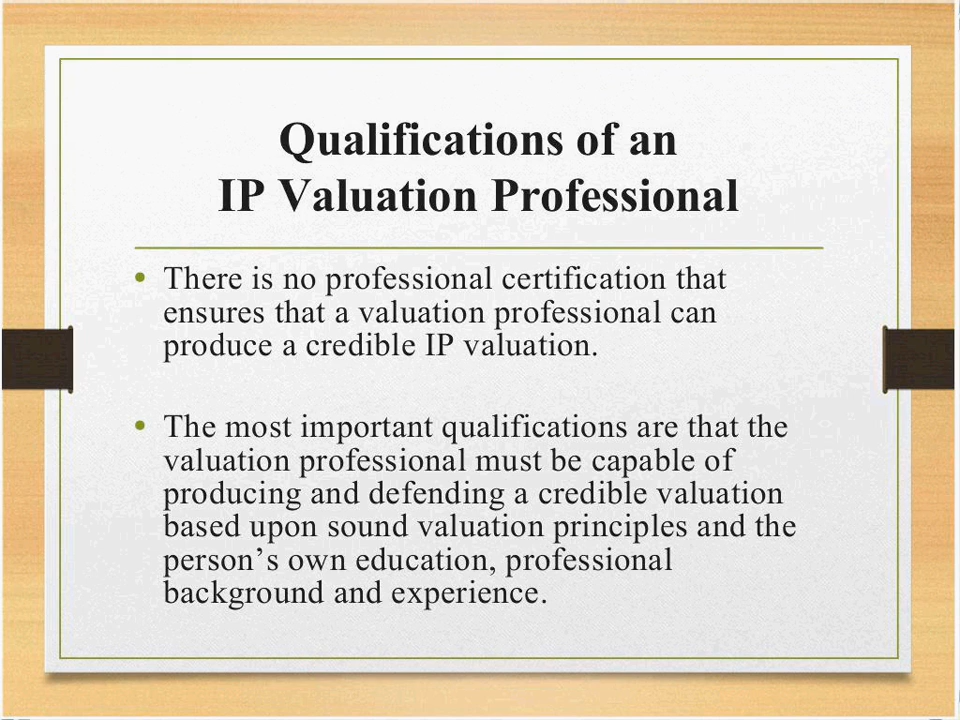 Qualifications of an
IP Valuation Professional
• There is no professional certification that
ensures that a valuation professional can
produce a credible IP valuation.
• The most important qualifications are that the
valuation professional must be capable of
producing and defending a credible valuation
based upon sound valuation principles and the
person’s own education, professional
background and experience.